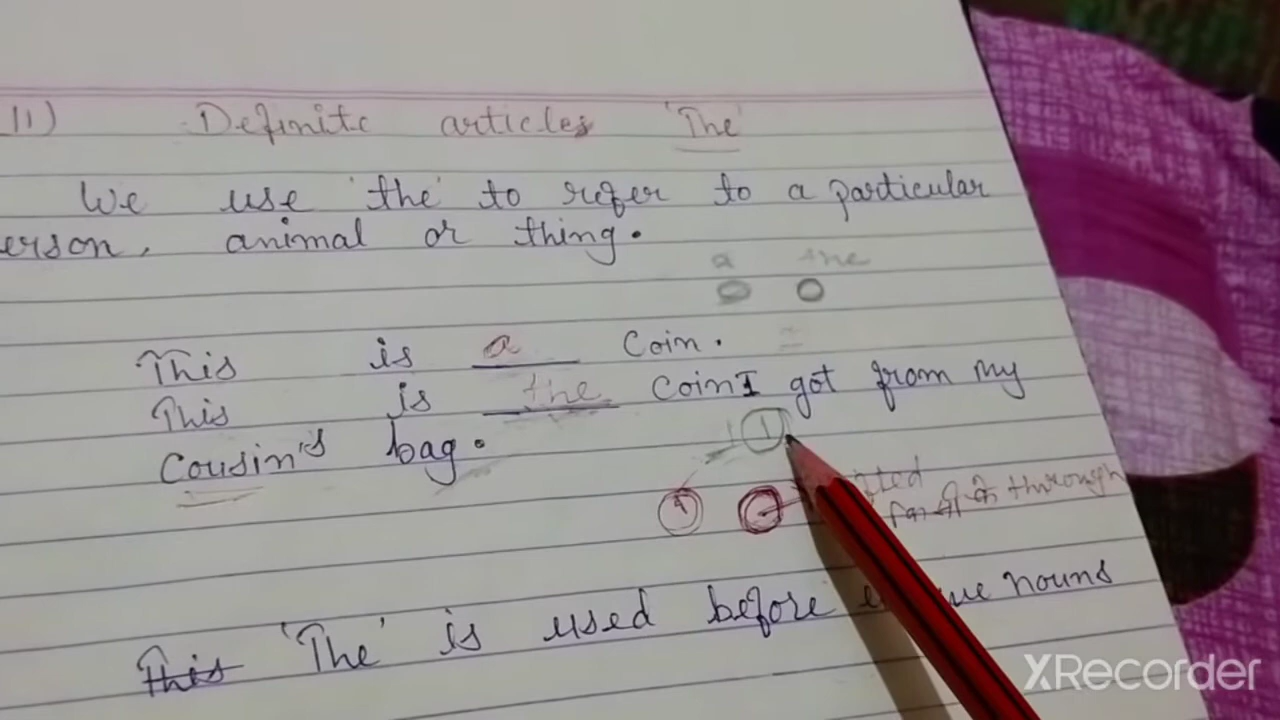 11) Definite articles 'The'
We use 'the' to refer to a particular
erson, animal or thing.
a the
This is a Coin.
This is the Coin I got from my
Cousin's bag.
1
के through
This 'The' is used before nouns
XRecorder